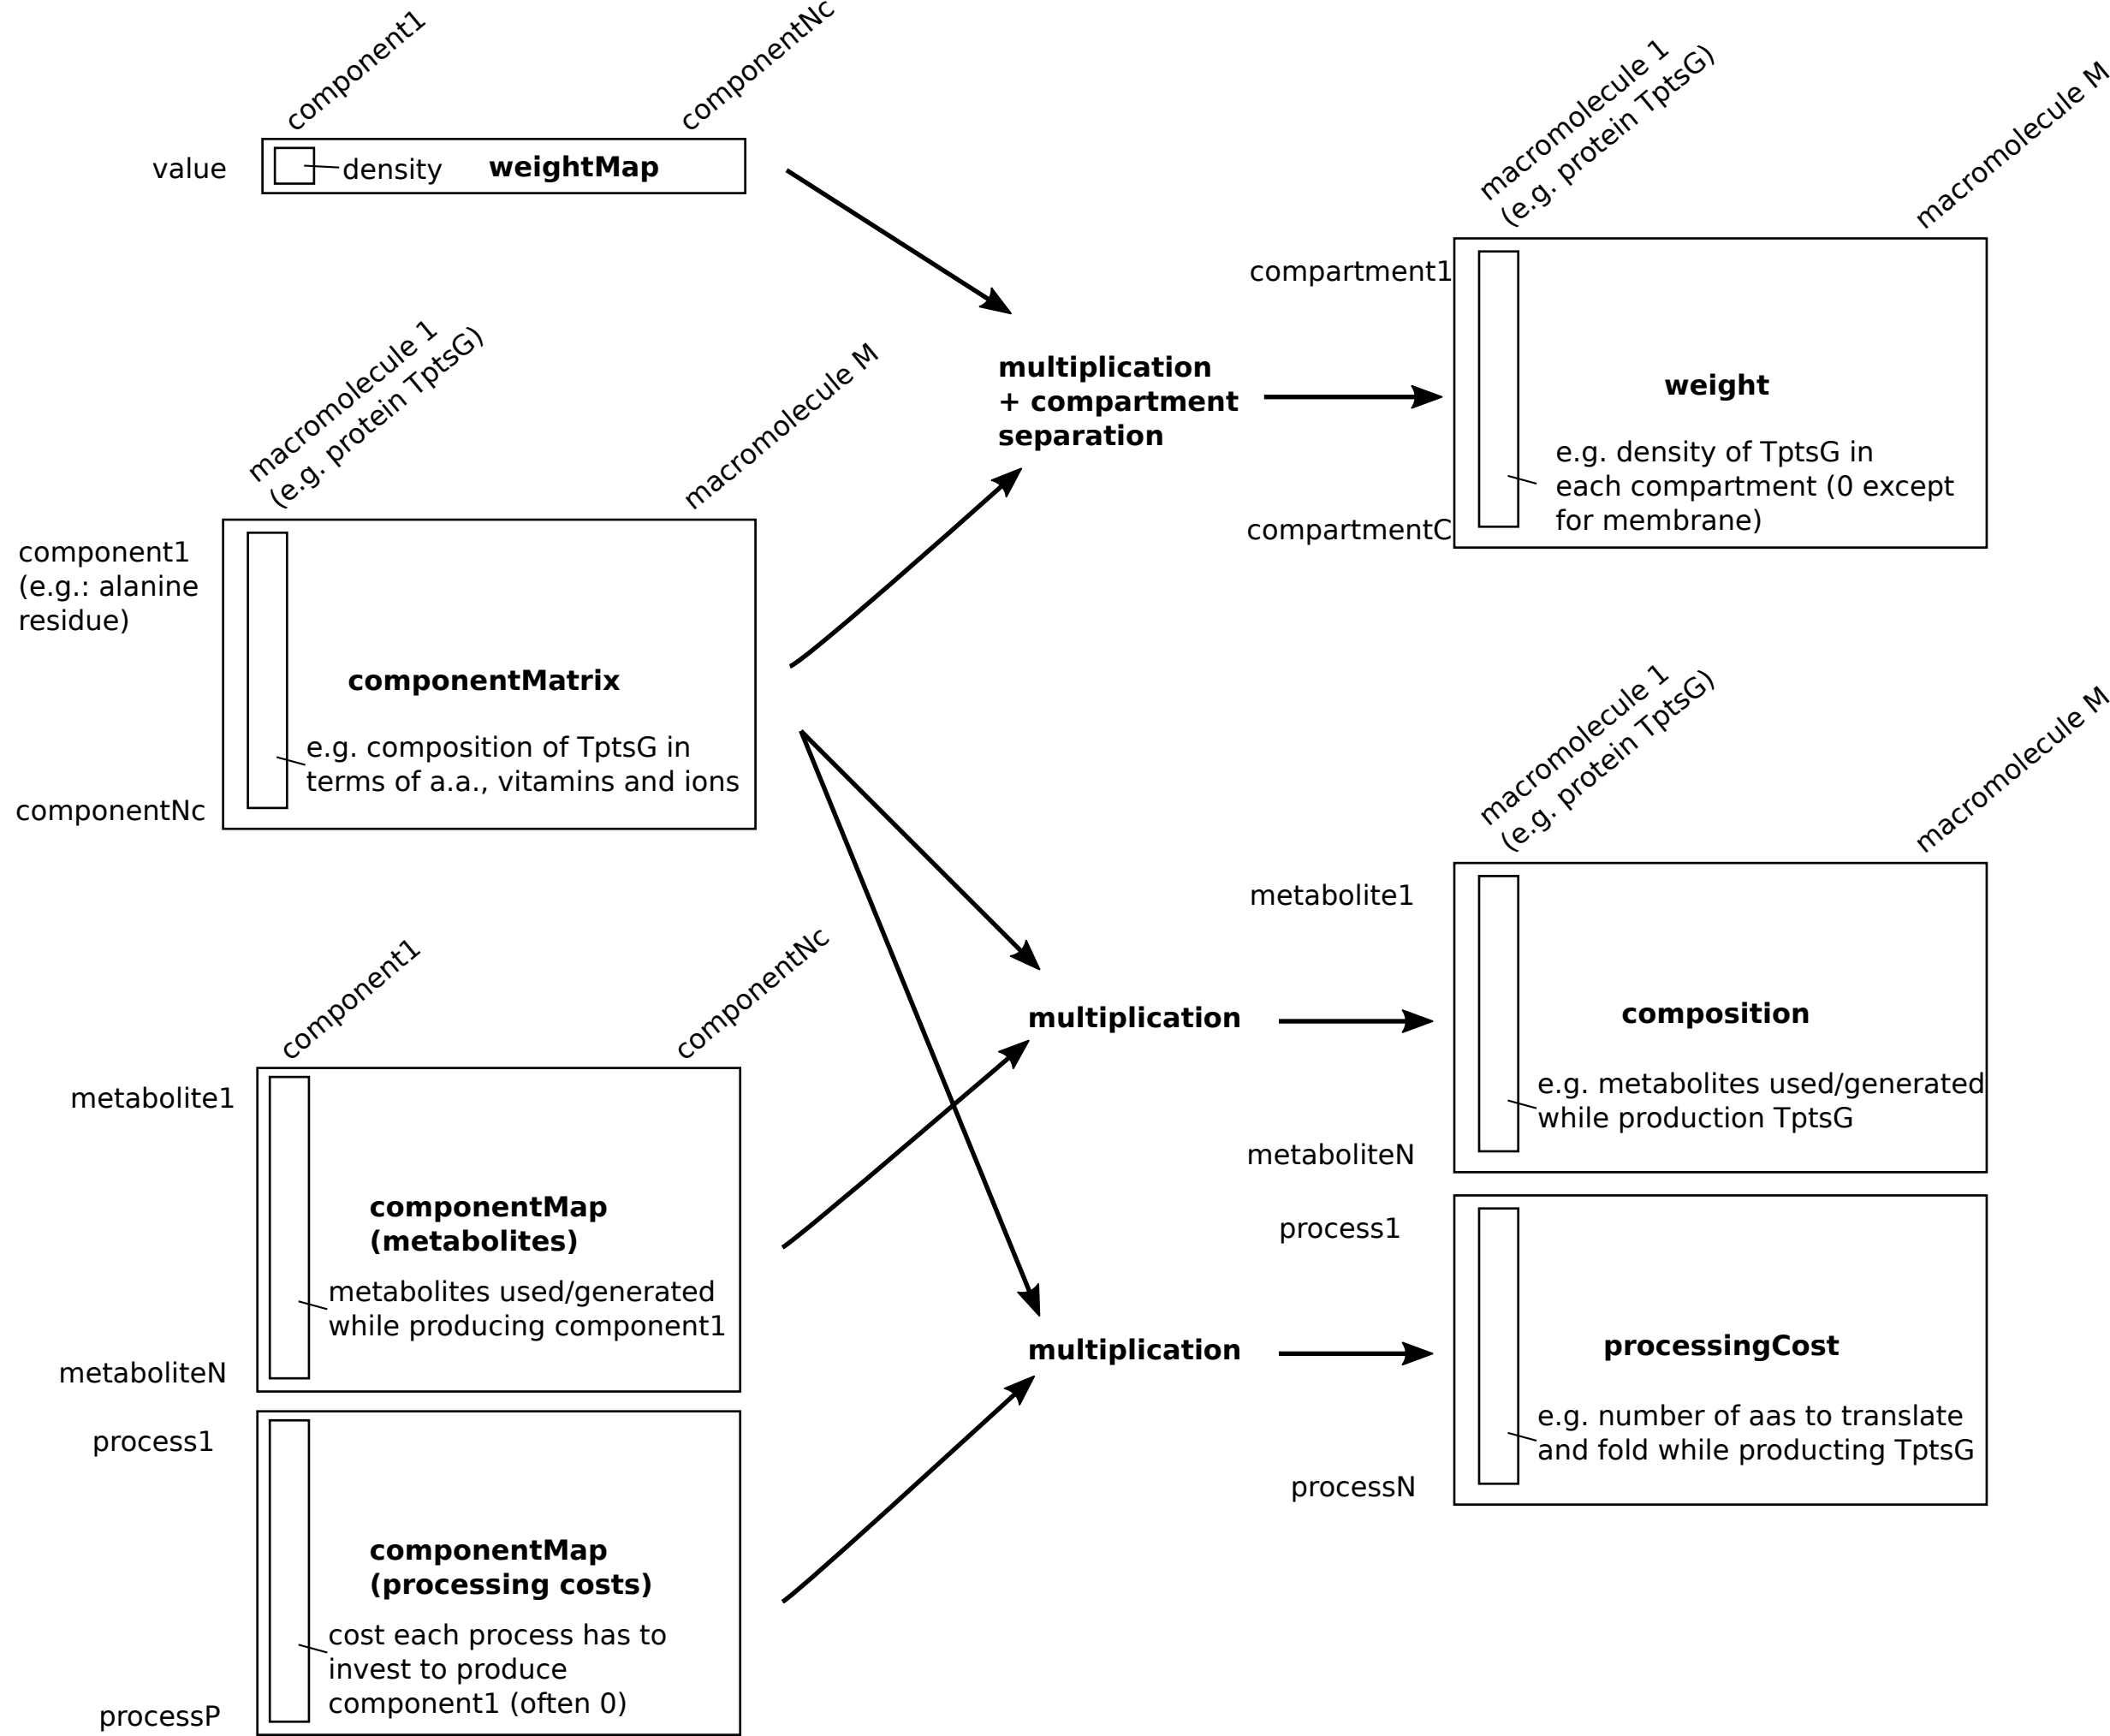 component1
componentNc
value
density
weightMap
macromolecule 1
(e.g. protein TptsG)
macromolecule M
component1
(e.g.: alanine
residue)
componentNc
componentMatrix
e.g. composition of TptsG in
terms of a.a., vitamins and ions
component1
componentNc
metabolite1
metaboliteN
componentMap
(metabolites)
metabolites used/generated
while producing component1
process1
processP
componentMap
(processing costs)
cost each process has to
invest to produce
component1 (often 0)
multiplication
+ compartment
separation
multiplication
multiplication
macromolecule 1
(e.g. protein TptsG)
macromolecule M
compartment1
compartmentC
weight
e.g. density of TptsG in
each compartment (0 except
for membrane)
macromolecule 1
(e.g. protein TptsG)
macromolecule M
metabolite1
metaboliteN
composition
e.g. metabolites used/generated
while production TptsG
process1
processN
processingCost
e.g. number of aas to translate
and fold while producting TptsG